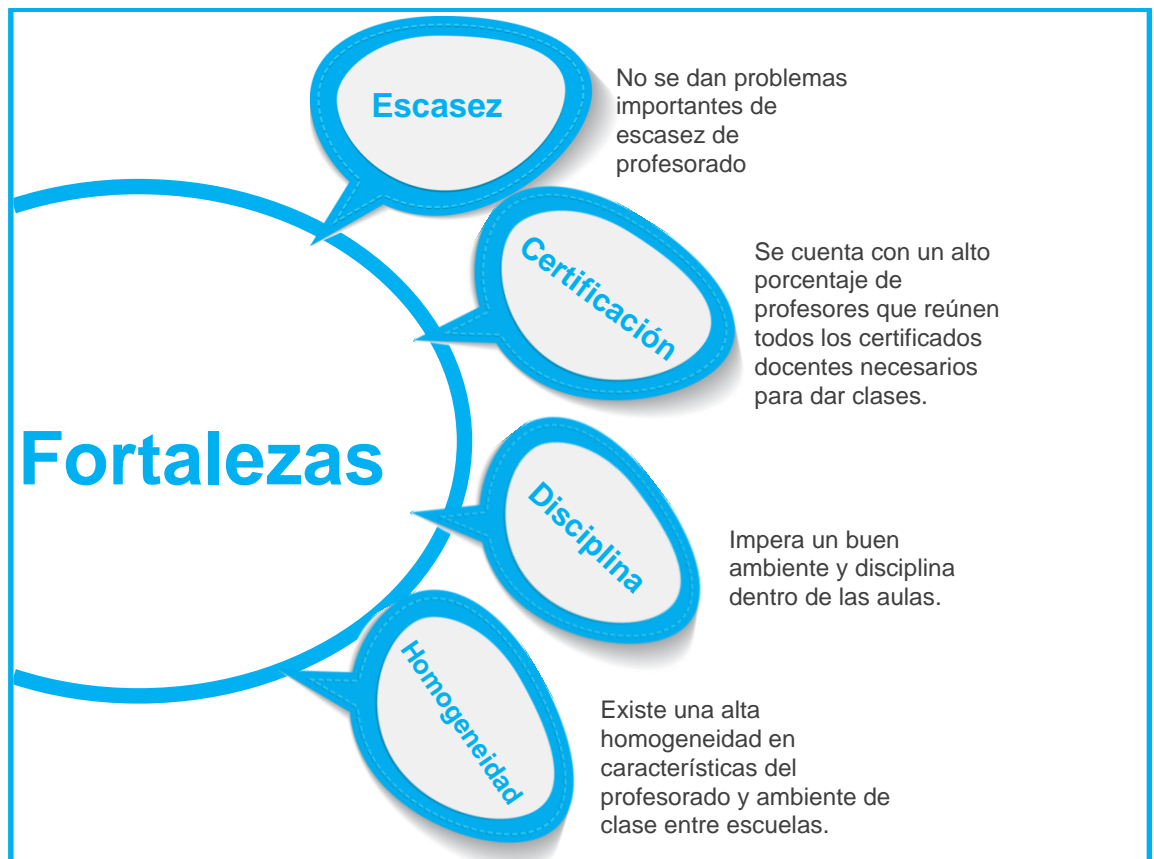 Escasez
No se dan problemas
importantes de
escasez de
profesorado
Certificación
Se cuenta con un alto
porcentaje de
profesores que reúnen
todos los certificados
docentes necesarios
para dar clases.
Fortalezas
Disciplina
Impera un buen
ambiente y disciplina
dentro de las aulas.
Homogeneidad
Existe una alta
homogeneidad en
características del
profesorado y ambiente de
clase entre escuelas.